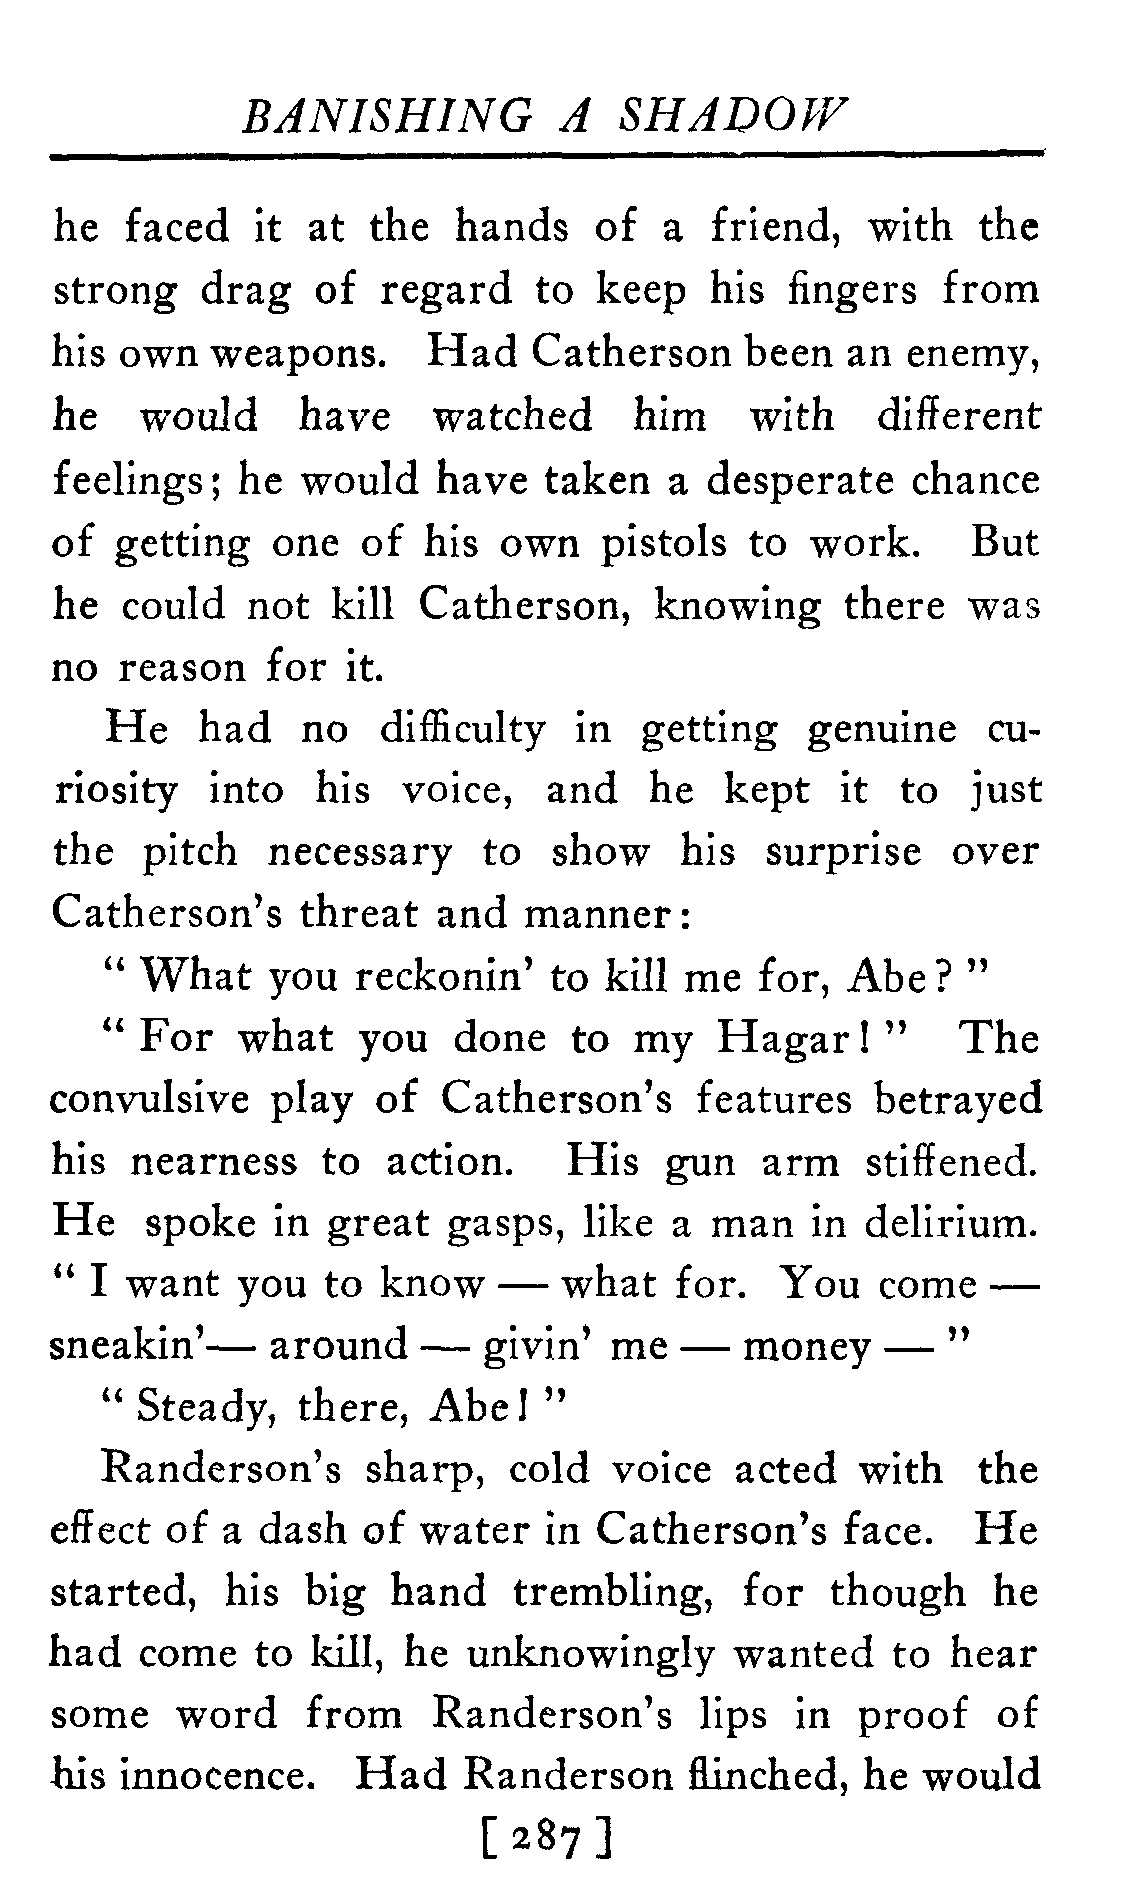 BANISHING A SHADOW
he faced it at the hands of a friend, with the
strong drag of regard to keep his fingers from
his own weapons. Had Catherson been an enemy,
he would have watched him with different
feelings; he would have taken a desperate chance
of getting one of his own pistols to work. But
he could not kill Catherson, knowing there was
no reason for it.
He had no difficulty in getting genuine cu-
riosity into his voice, and he kept it to just
the pitch necessary to show his surprise over
Catherson's threat and manner:
“ What you reckonin' to kill me for, Abe? ”
“ For what you done to my Hagar! ” The
convulsive play of Catherson's features betrayed
his nearness to action. His gun arm stiffened.
He spoke in great gasps, like a man in delirium.
“ I want you to know — what for. You come —
sneakin'— around — givin' me — money — ”
“ Steady, there, Abe! ”
Randerson's sharp, cold voice acted with the
effect of a dash of water in Catherson's face. He
started, his big hand trembling, for though he
had come to kill, he unknowingly wanted to hear
some word from Randerson's lips in proof of
his innocence. Had Randerson flinched, he would
[ 287 ]